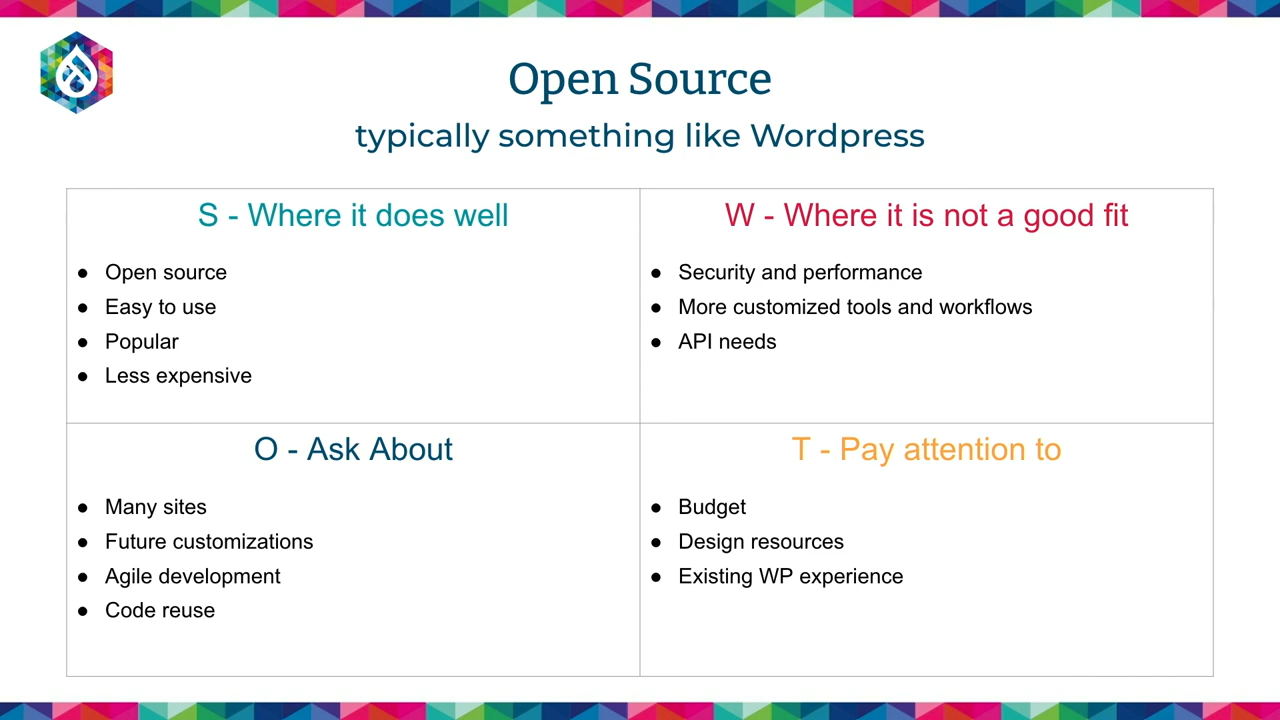 Open Source
typically something like Wordpress
S - Where it does well
● Open source
● Easy to use
● Popular
● Less expensive
W - Where it is not a good fit
● Security and performance
● More customized tools and workflows
● API needs
O - Ask About
● Many sites
● Future customizations
● Agile development
● Code reuse
T - Pay attention to
● Budget
● Design resources
● Existing WP experience